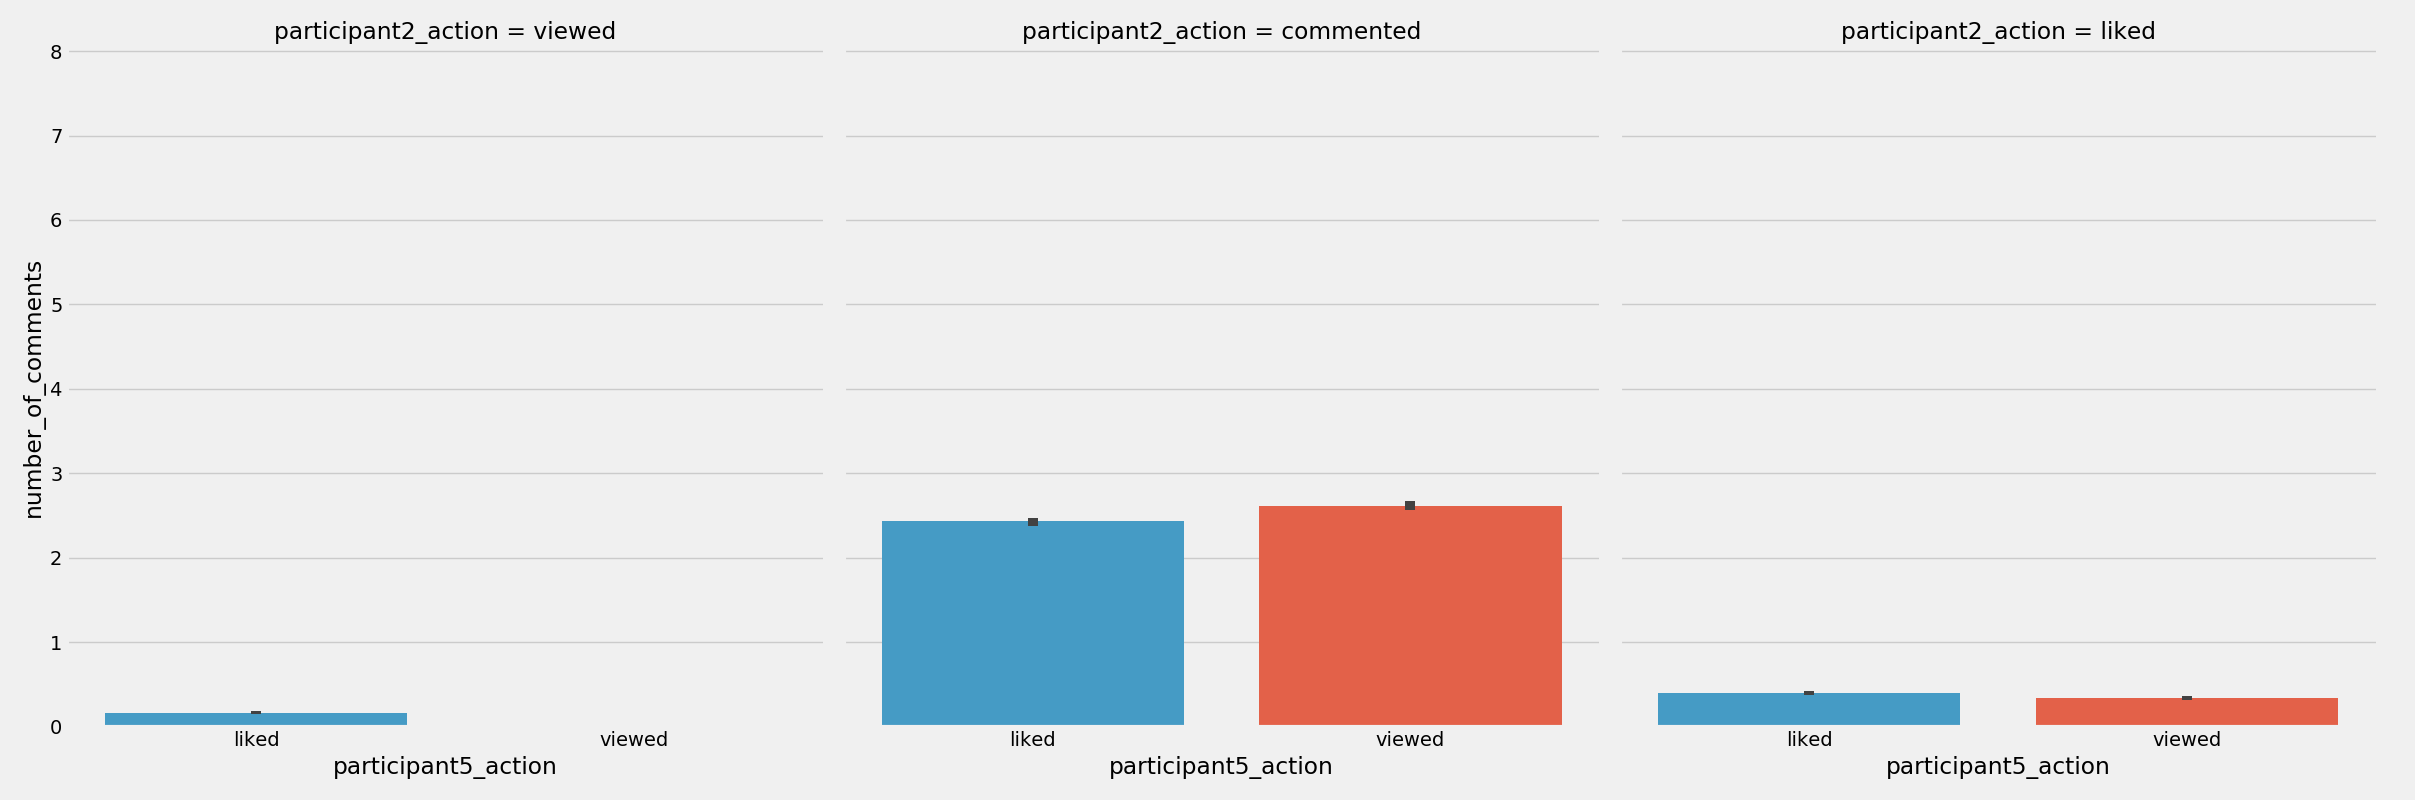 participant2_action = viewed
participant2_action = commented
participant2_action = liked
number_of_comments
8
7
6
5
4
3
2
1
0
liked viewed
liked viewed
liked viewed
participant5_action
participant5_action
participant5_action